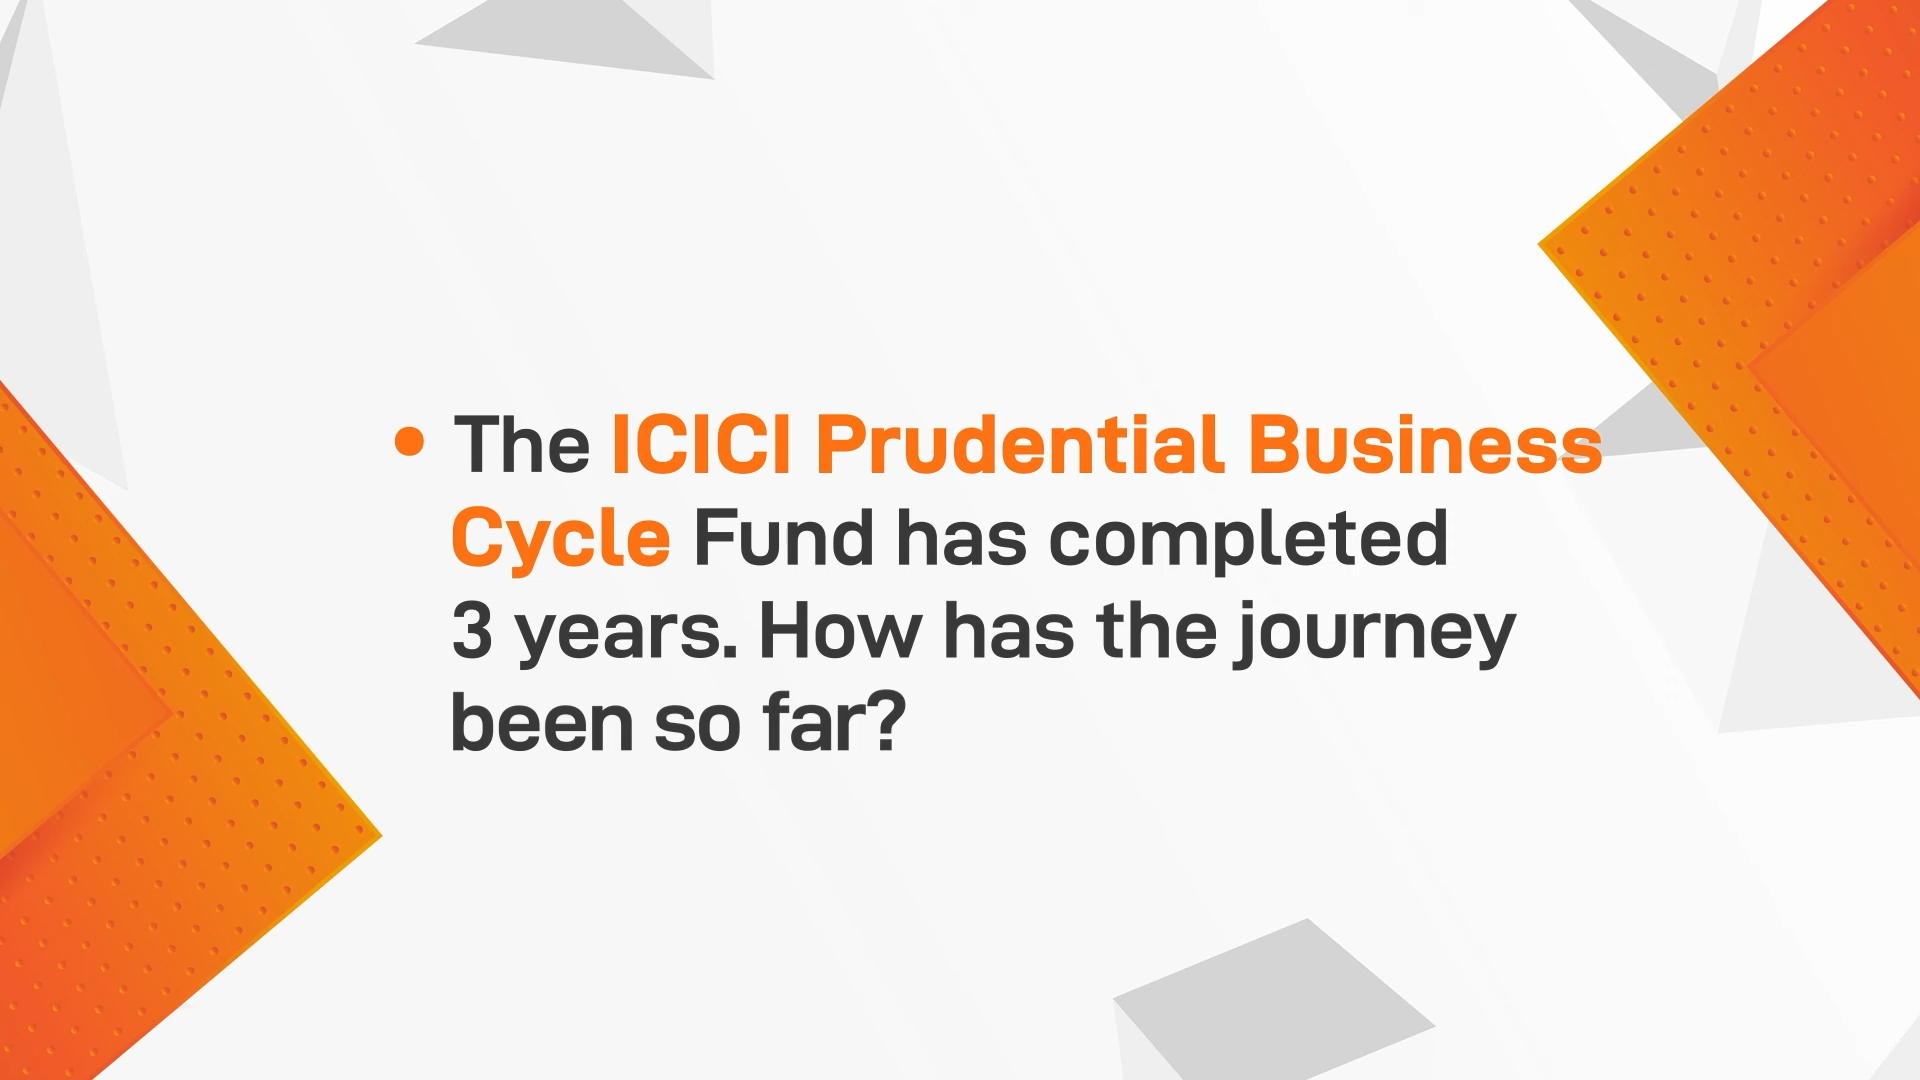 • The ICICI Prudential Business
Cycle Fund has completed
3 years. How has the journey
been so far?